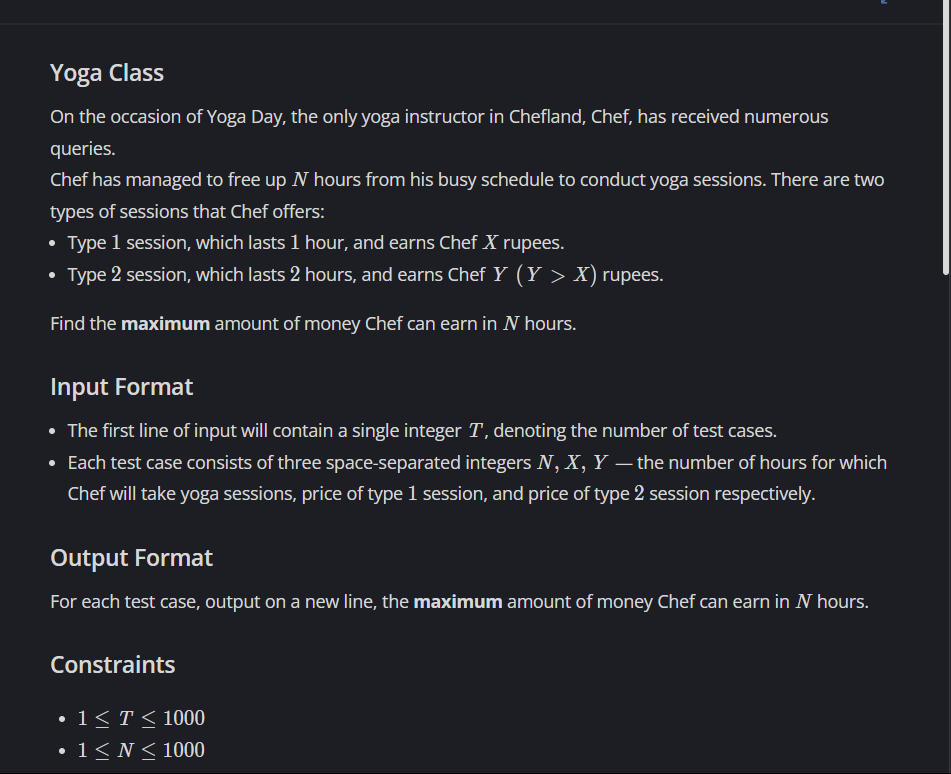 Yoga Class
On the occasion of Yoga Day, the only yoga instructor in Chefland, Chef, has received numerous
queries.
Chef has managed to free up N hours from his busy schedule to conduct yoga sessions. There are two
types of sessions that Chef offers:
• Type 1 session, which lasts 1 hour, and earns Chef X rupees.
• Type 2 session, which lasts 2 hours, and earns Chef Y (Y > X) rupees.
Find the maximum amount of money Chef can earn in N hours.
Input Format
• The first line of input will contain a single integer T, denoting the number of test cases.
• Each test case consists of three space-separated integers N, X, Y — the number of hours for which
Chef will take yoga sessions, price of type 1 session, and price of type 2 session respectively.
Output Format
For each test case, output on a new line, the maximum amount of money Chef can earn in N hours.
Constraints
• 1 ≤ T ≤ 1000
• 1 ≤ N ≤ 1000